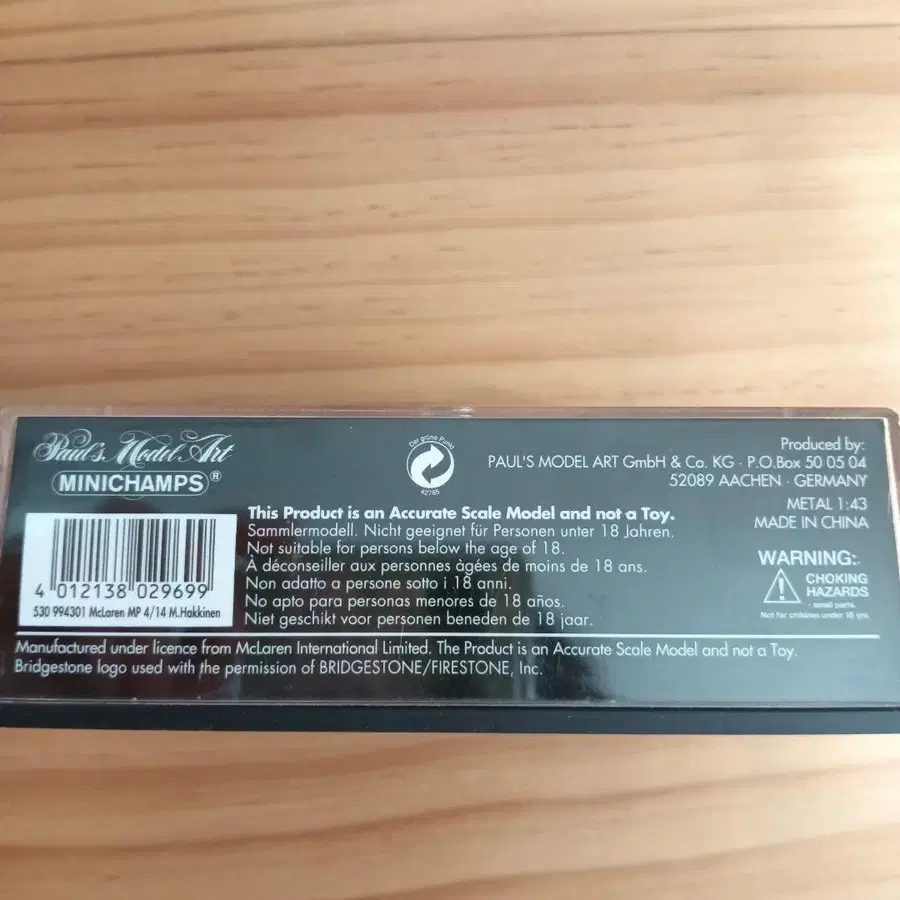 Paul's Model Art
MINICHAMPS®
4 012138 029699
530 994301 McLaren MP 4/14 M.Hakkinen
Der grüne Punkt
42765
Produced by:
PAUL'S MODEL ART GmbH & Co. KG · P.O.Box 50 05 04
52089 AACHEN · GERMANY
METAL 1:43
MADE IN CHINA
This Product is an Accurate Scale Model and not a Toy.
Sammlermodell. Nicht geeignet für Personen unter 18 Jahren.
Not suitable for persons below the age of 18.
À déconseiller aux personnes âgées de moins de 18 ans.
Non adatto a persone sotto i 18 anni.
No apto para personas menores de 18 años.
Niet geschikt voor personen beneden de 18 jaar.
WARNING:
CHOKING
HAZARDS
- small parts.
Not for children under 18 yrs.
Manufactured under licence from McLaren International Limited. The Product is an Accurate Scale Model and not a Toy.
Bridgestone logo used with the permission of BRIDGESTONE/FIRESTONE, Inc.